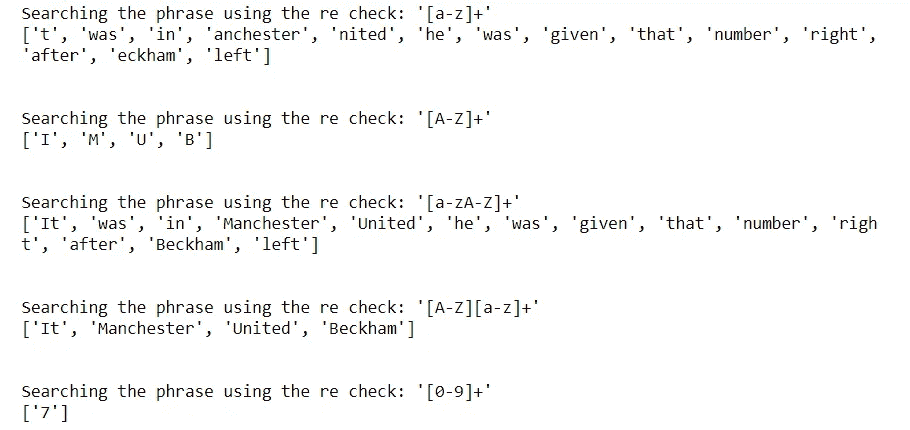 Searching the phrase using the re check: '[a-z]+'
['t', 'was', 'in', 'anchester', 'nited', 'he', 'was', 'given', 'that', 'number', 'right',
'after', 'eckham', 'left']
Searching the phrase using the re check: '[A-Z]+'
['I', 'M', 'U', 'B']
Searching the phrase using the re check: '[a-zA-Z]+'
['It', 'was', 'in', 'Manchester', 'United', 'he', 'was', 'given', 'that', 'number', 'righ
t', 'after', 'Beckham', 'left']
Searching the phrase using the re check: '[A-Z][a-z]+'
['It', 'Manchester', 'United', 'Beckham']
Searching the phrase using the re check: '[0-9]+'
['7']